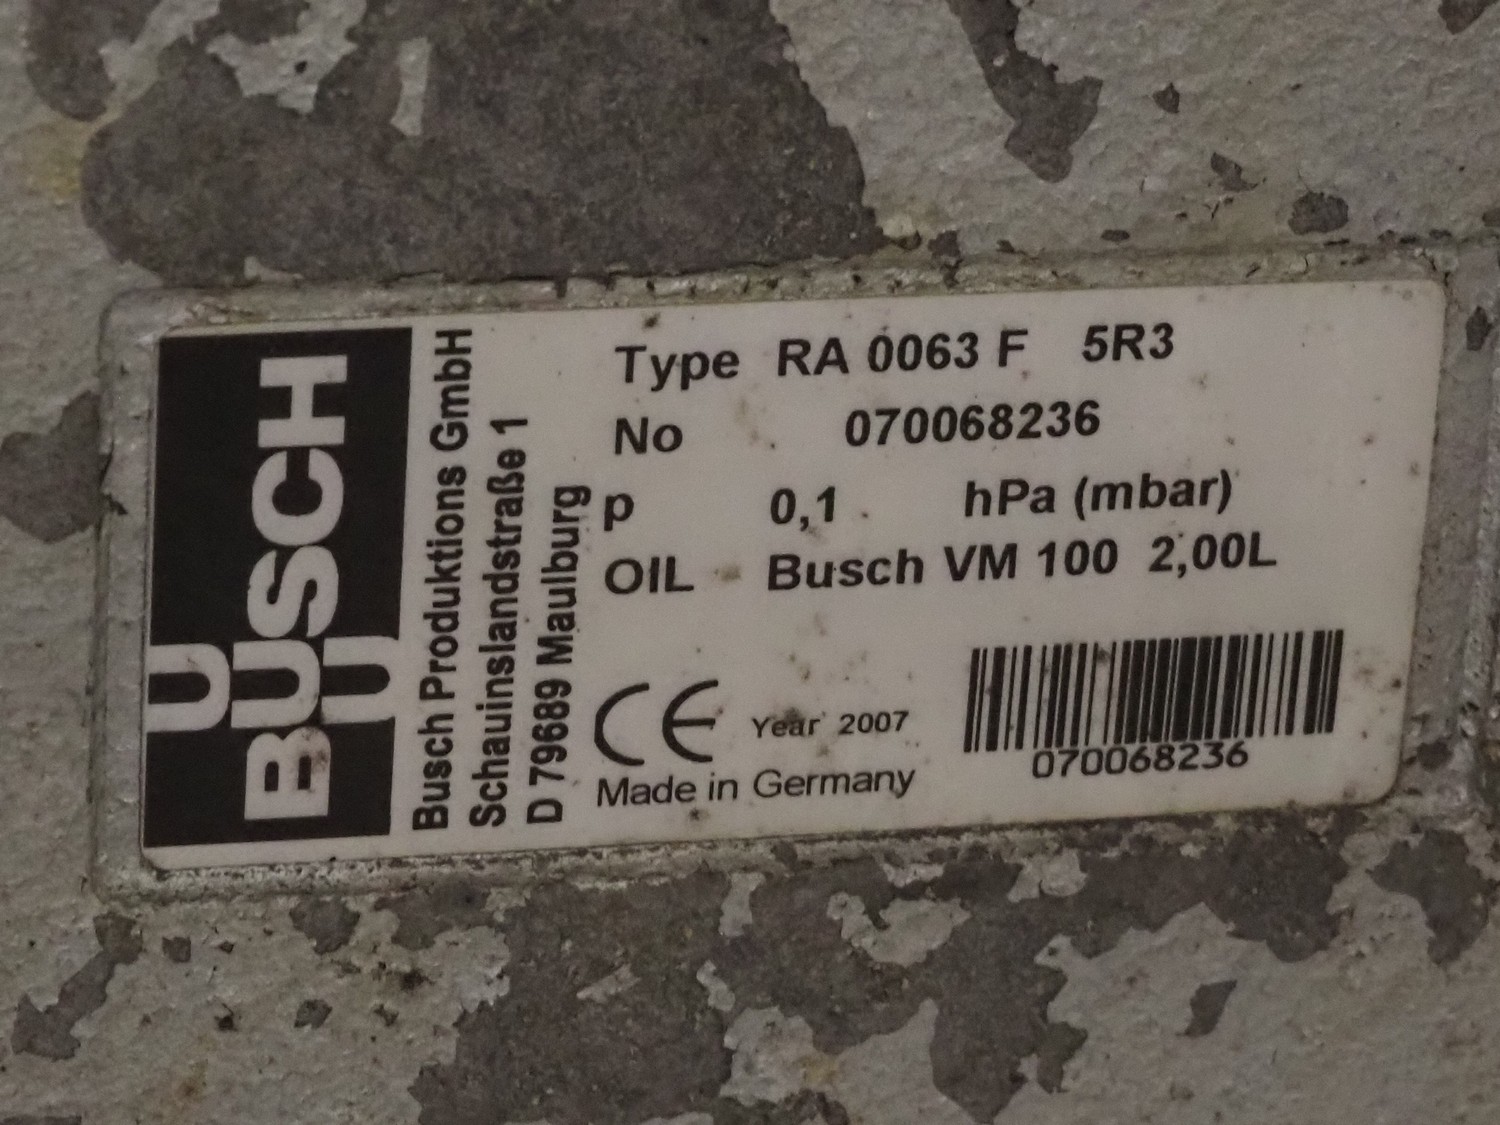 BUSCH
Busch Produktions GmbH
Schauinslandstraße 1
D 79689 Maulburg
Type RA 0063 F 5R3
No 070068236
p 0,1 hPa (mbar)
OIL Busch VM 100 2,00L
CE Year 2007
Made in Germany
070068236